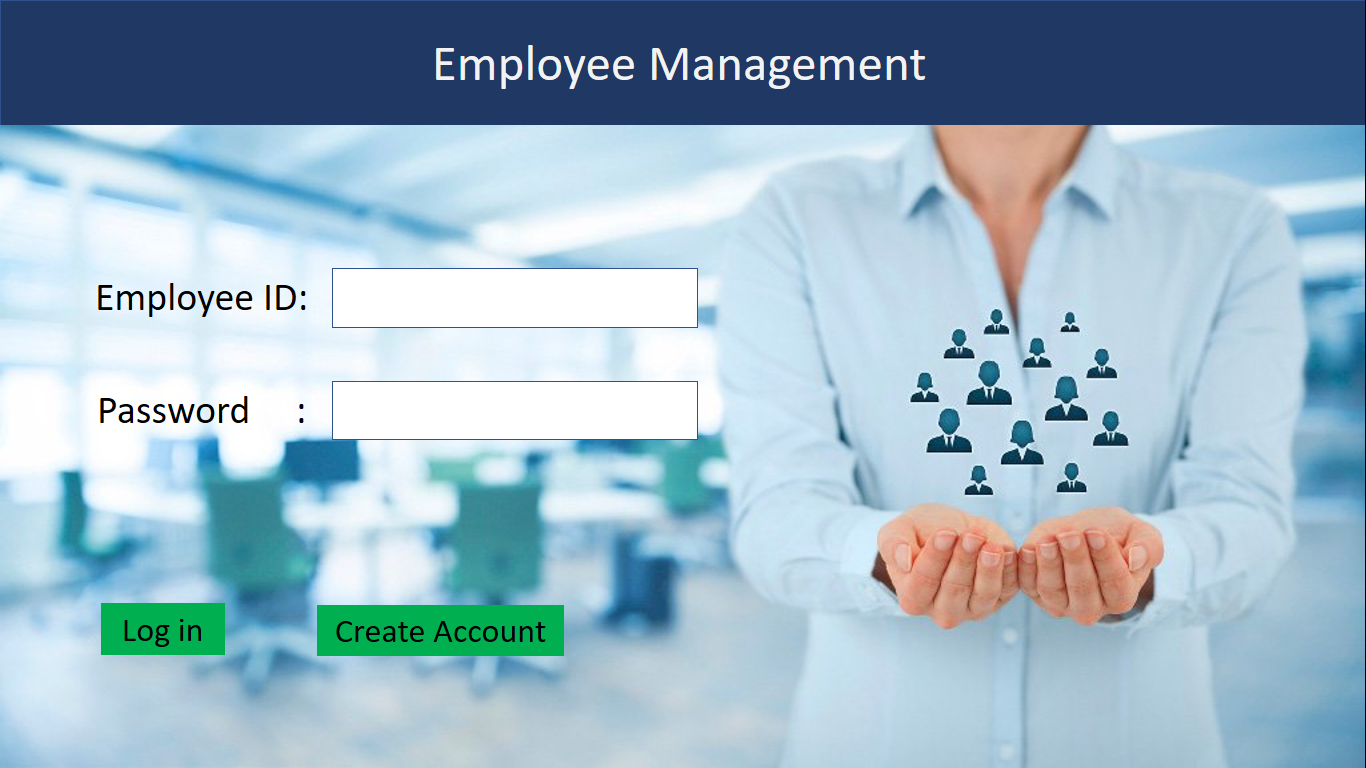 Employee Management
Employee ID:
Password :
Log in
Create Account